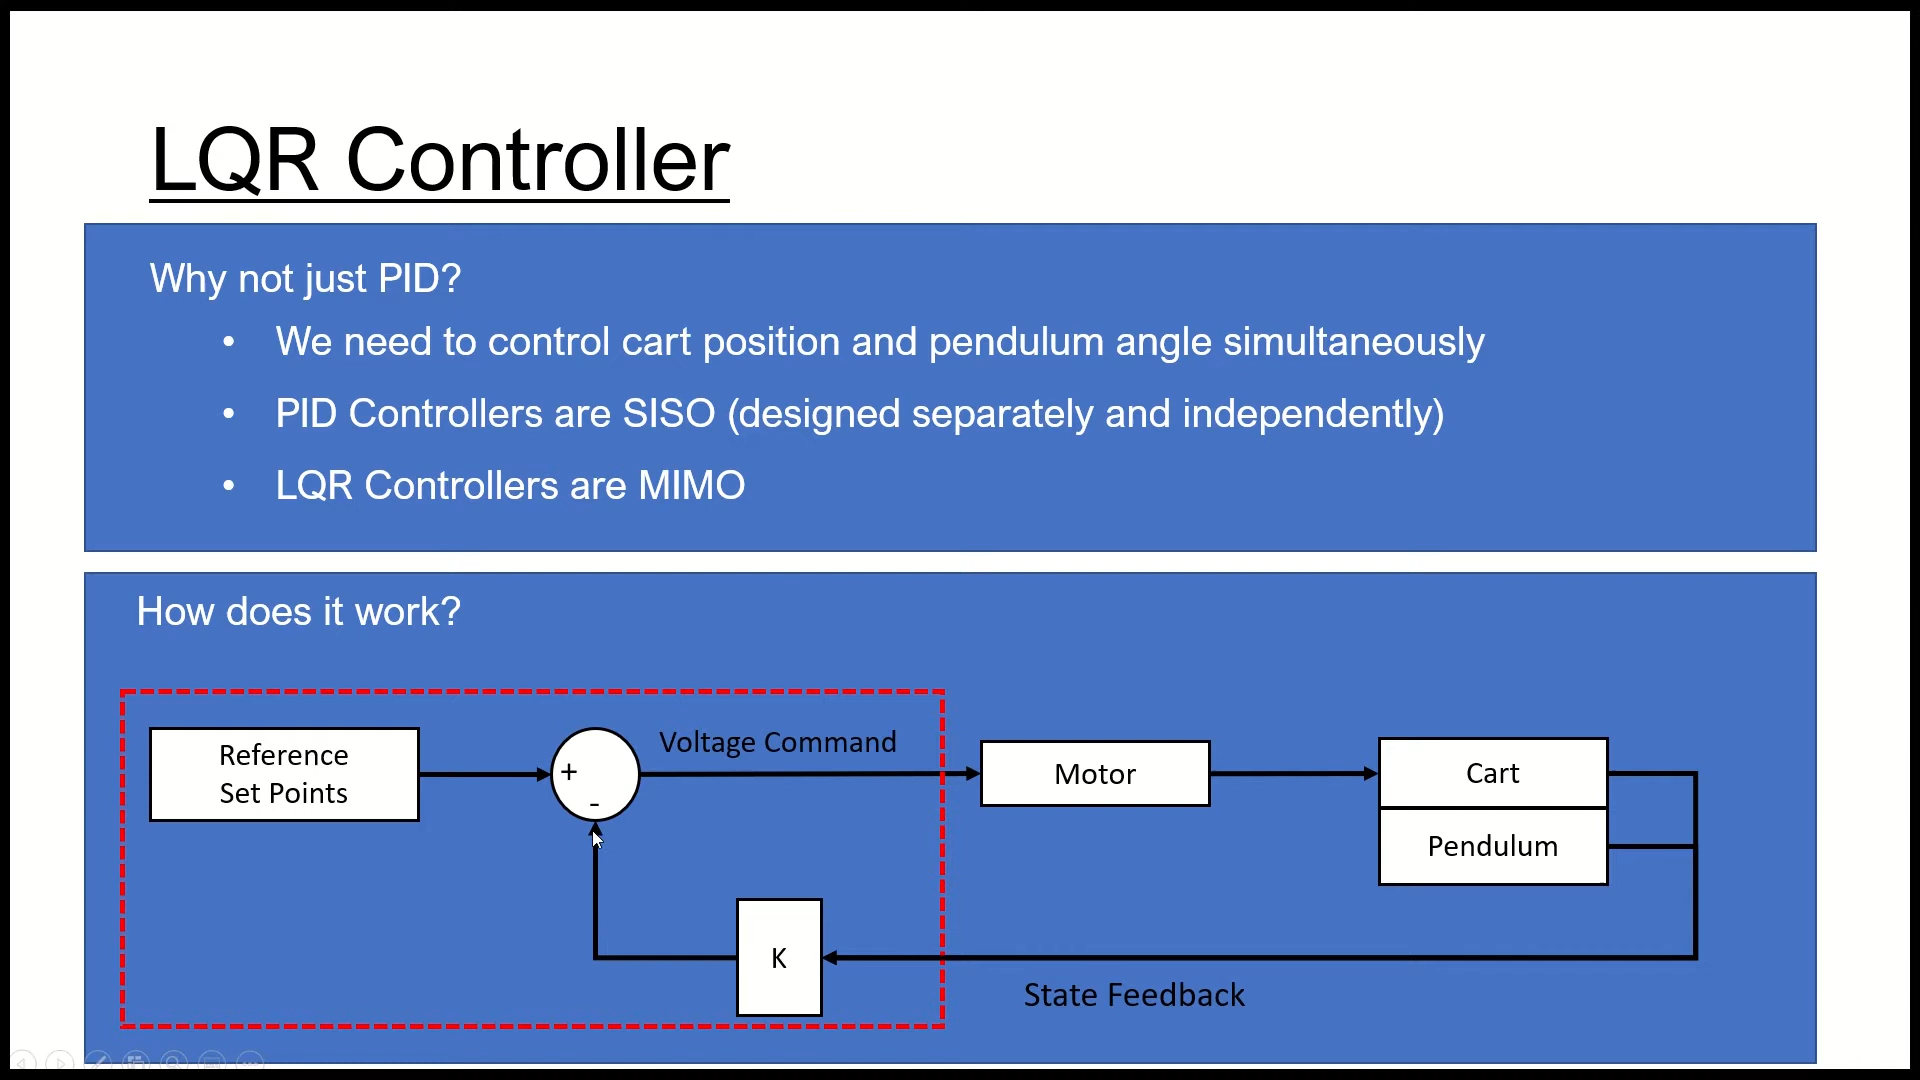 LQR Controller
Why not just PID?
• We need to control cart position and pendulum angle simultaneously
• PID Controllers are SISO (designed separately and independently)
• LQR Controllers are MIMO
How does it work?
Reference
Set Points
+
-
Voltage Command
Motor
Cart
Pendulum
K
State Feedback